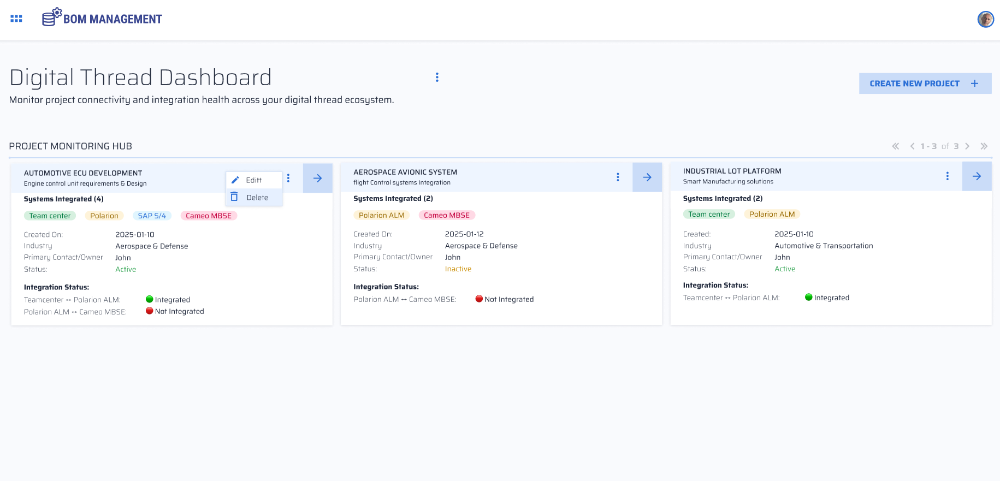 BOM MANAGEMENT
Digital Thread Dashboard
Monitor project connectivity and integration health across your digital thread ecosystem.
CREATE NEW PROJECT
PROJECT MONITORING HUB
1 - 3 of 3
AUTOMOTIVE ECU DEVELOPMENT
Engine control unit requirements & Design
Editt
Delete
Systems Integrated (4)
Team center Polarion SAP S/4 Cameo MBSE
Created On: 2025-01-10
Industry Aerospace & Defense
Primary Contact/Owner John
Status: Active
Integration Status:
Teamcenter ↔ Polarion ALM: Integrated
Polarion ALM ↔ Cameo MBSE: Not Integrated
AEROSPACE AVIONIC SYSTEM
flight Control systems Integration
Systems Integrated (2)
Polarion ALM Cameo MBSE
Created On: 2025-01-12
Industry Aerospace & Defense
Primary Contact/Owner John
Status: Inactive
Integration Status:
Polarion ALM ↔ Cameo MBSE: Not Integrated
INDUSTRIAL LOT PLATFORM
Smart Manufacturing solutions
Systems Integrated (2)
Team center Polarion ALM
Created: 2025-01-10
Industry Automotive & Transportation
Primary Contact/Owner John
Status: Active
Integration Status:
Teamcenter ↔ Polarion ALM: Integrated